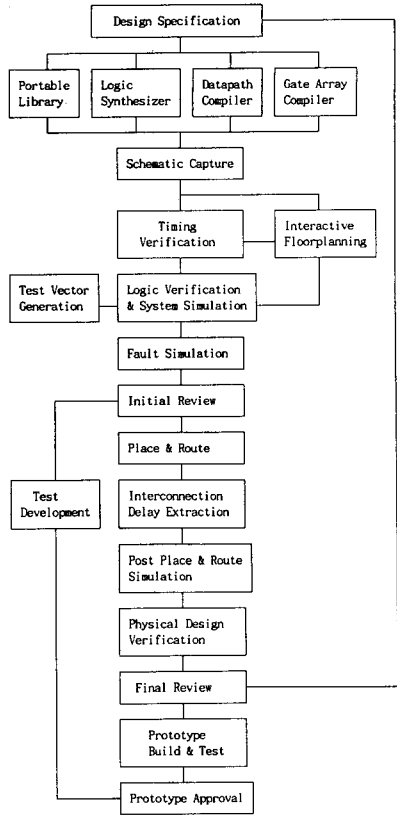 Design Specification
Portable
Library
Logic
Synthesizer
Datapath
Compiler
Gate Array
Compiler
Schematic Capture
Timing
Verification
Interactive
Floorplanning
Test Vector
Generation
Logic Verification
& System Simulation
Fault Simulation
Initial Review
Place & Route
Test
Development
Interconnection
Delay Extraction
Post Place & Route
Simulation
Physical Design
Verification
Final Review
Prototype
Build & Test
Prototype Approval